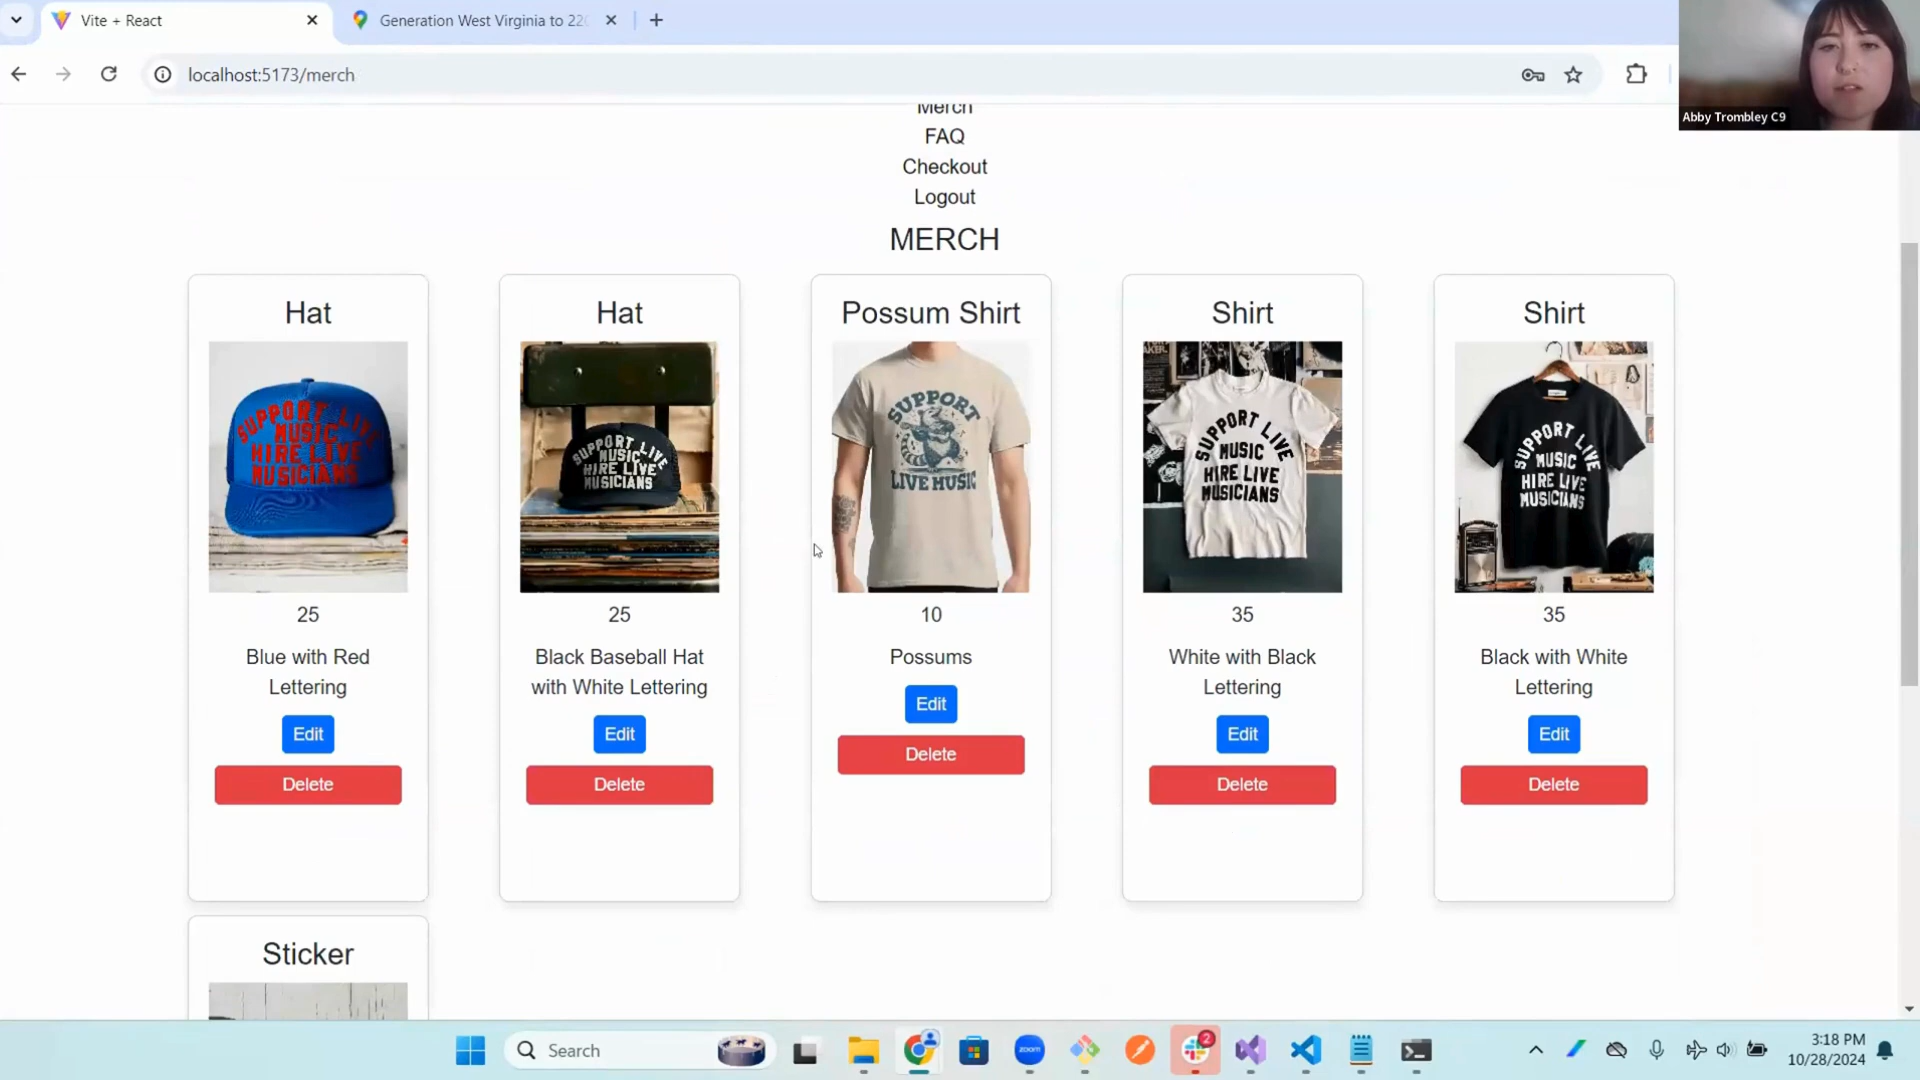 Vite + React
Generation West Virginia to 220
localhost:5173/merch
Abby Trombley C9
Merch
FAQ
Checkout
Logout
MERCH
Hat
SUPPORT LIVE
MUSIC
HIRE LIVE
MUSICIANS
25
Blue with Red
Lettering
Edit
Delete
Hat
SUPPORT LIVE
MUSIC
HIRE LIVE
MUSICIANS
25
Black Baseball Hat
with White Lettering
Edit
Delete
Possum Shirt
SUPPORT
LIVE MUSIC
10
Possums
Edit
Delete
Shirt
SUPPORT LIVE
MUSIC
HIRE LIVE
MUSICIANS
35
White with Black
Lettering
Edit
Delete
Shirt
SUPPORT LIVE
MUSIC
HIRE LIVE
MUSICIANS
35
Black with White
Lettering
Edit
Delete
Sticker
Search
zoom
2
3:18 PM
10/28/2024